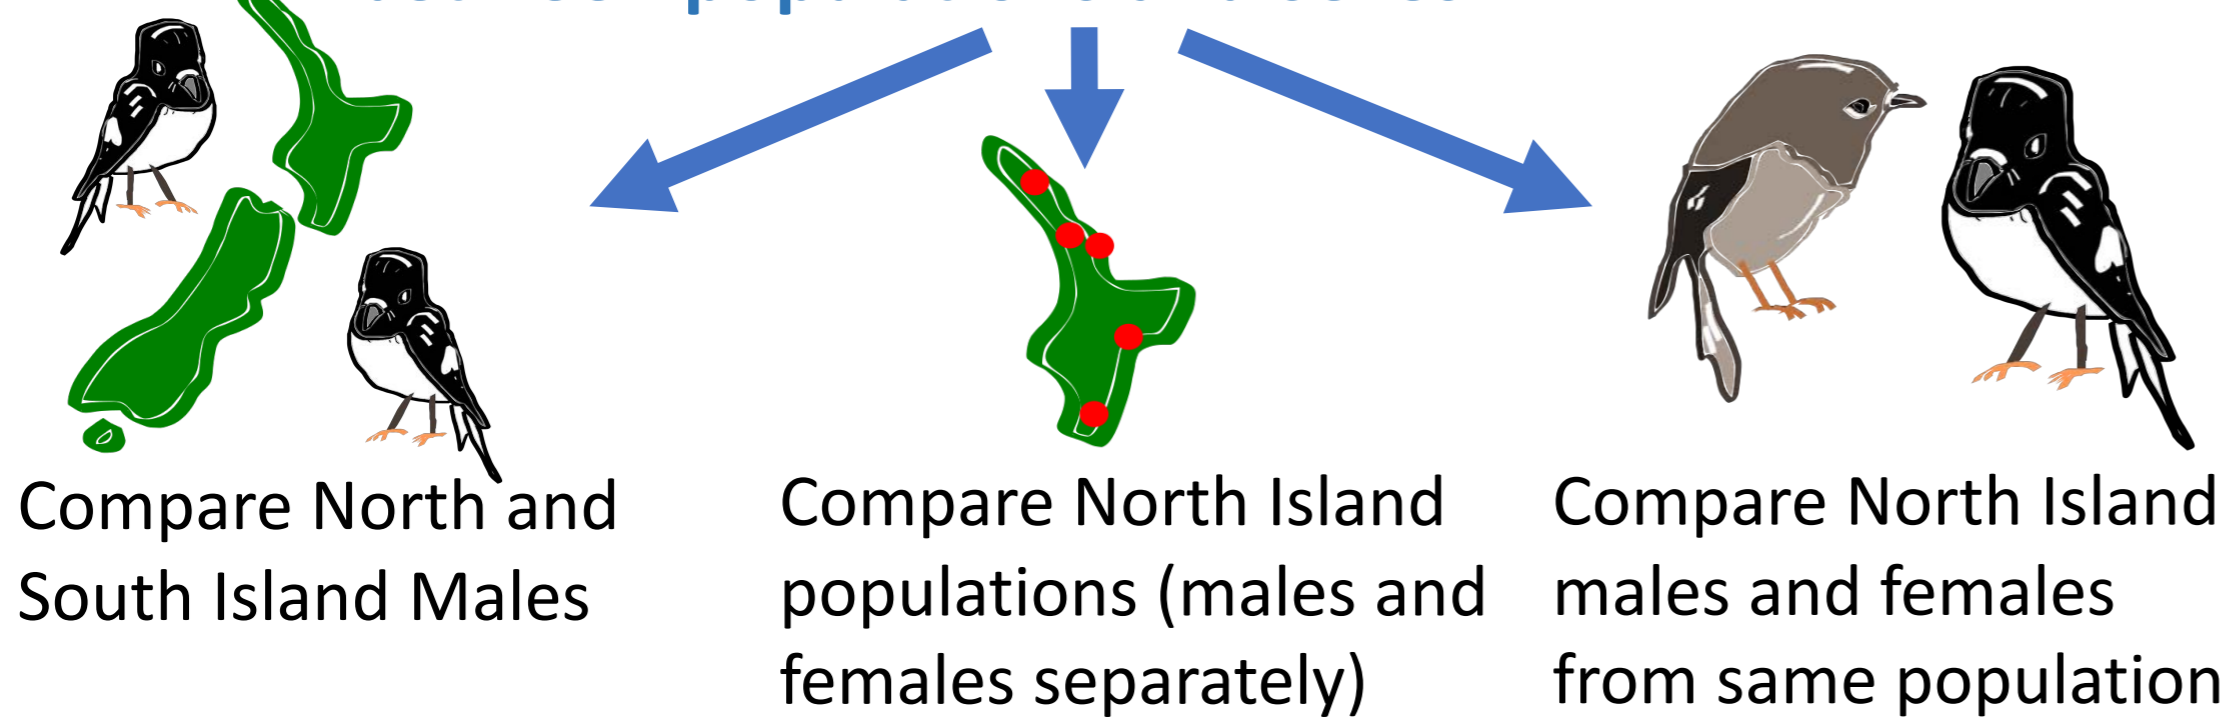 Compare North and
South Island Males
Compare North Island
populations (males and
females separately)
Compare North Island
males and females
from same population